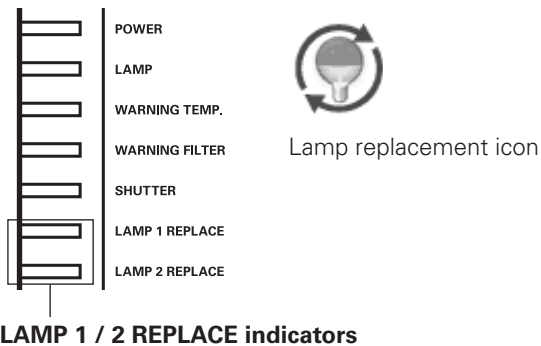 POWER
LAMP
WARNING TEMP.
WARNING FILTER
SHUTTER
LAMP 1 REPLACE
LAMP 2 REPLACE
Lamp replacement icon
LAMP 1 / 2 REPLACE indicators